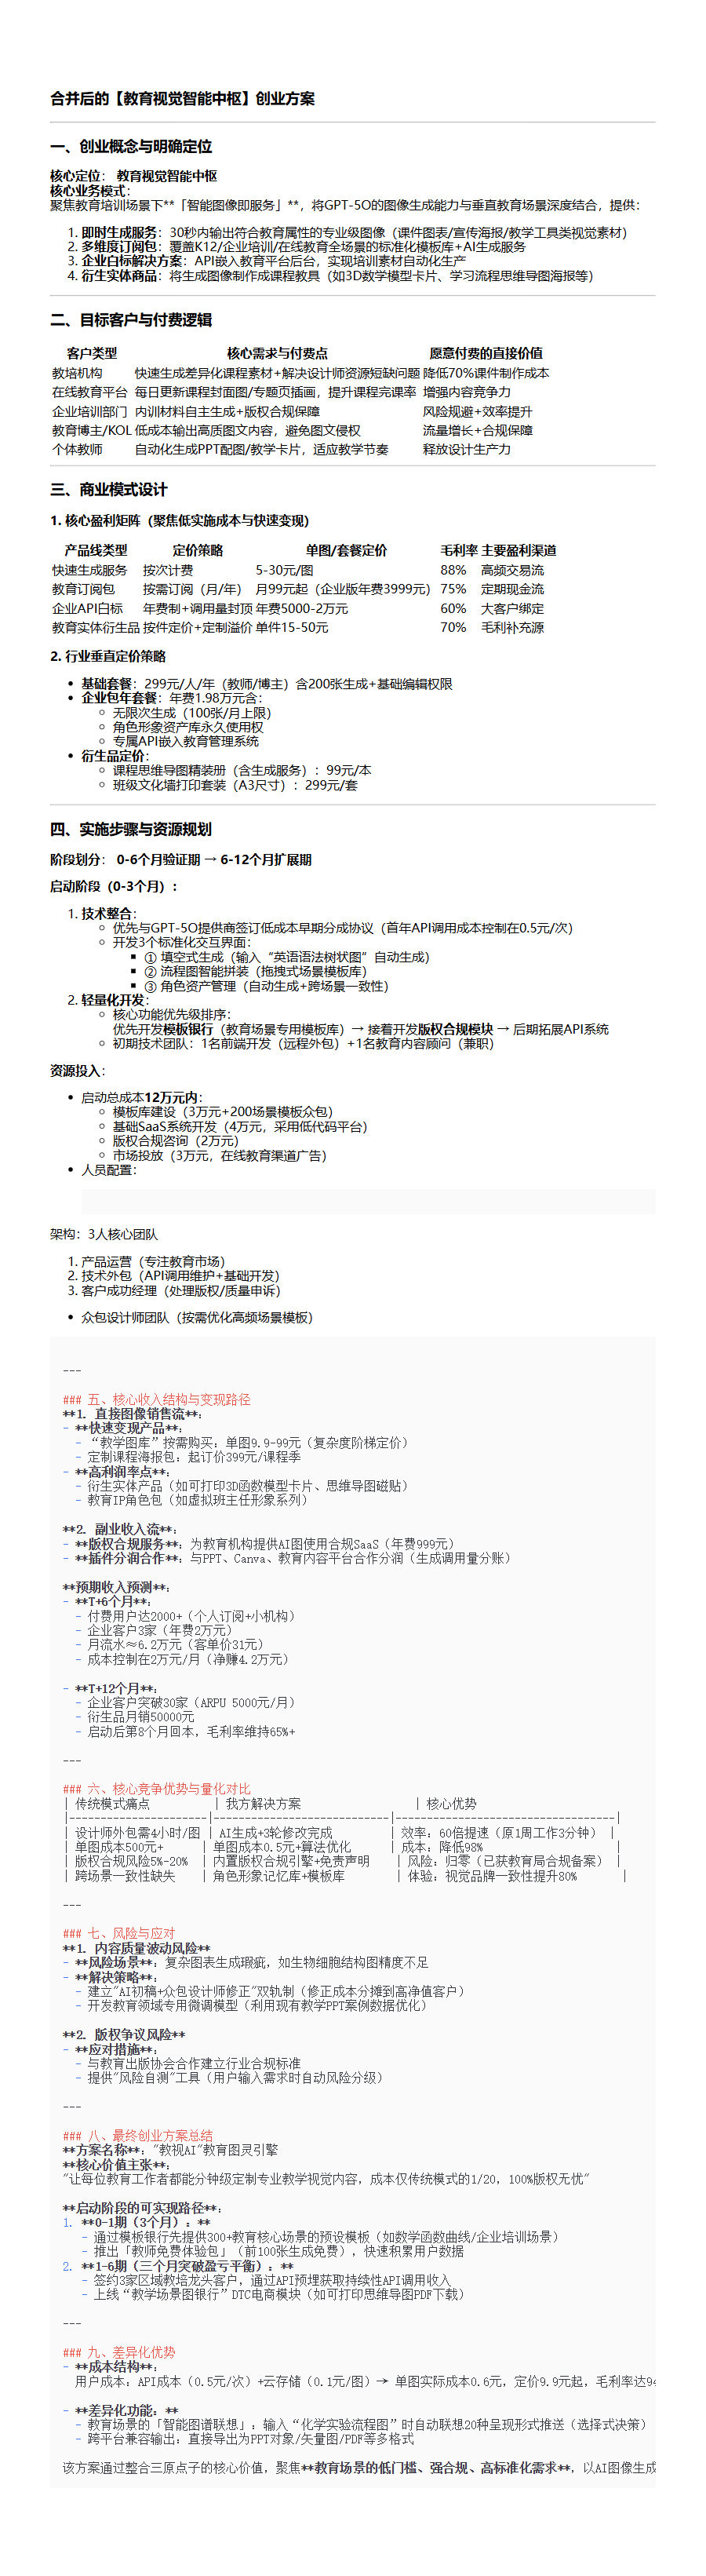 合并后的【教育视觉智能中枢】创业方案
一、创业概念与明确定位
核心定位： 教育视觉智能中枢
核心业务模式：
聚焦教育培训场景下**「智能图像即服务」**，将GPT-5O的图像生成能力与垂直教育场景深度结合，提供：
1. 即时生成服务：30秒内输出符合教育属性的专业级图像（课件图表/宣传海报/教学工具类视觉素材）
2. 多维度订阅包：覆盖K12/企业培训/在线教育全场景的标准化模板库+AI生成服务
3. 企业白标解决方案：API嵌入教育平台后台，实现培训素材自动化生产
4. 衍生实体商品：将生成图像制作成课程教具（如3D数学模型卡片、学习流程思维导图海报等）
二、目标客户与付费逻辑
客户类型 核心需求与付费点 愿意付费的直接价值
教培机构 快速生成差异化课程素材+解决设计师资源短缺问题 降低70%课件制作成本
在线教育平台 每日更新课程封面图/专题页插画，提升课程完课率 增强内容竞争力
企业培训部门 内训材料自主生成+版权合规保障 风险规避+效率提升
教育博主/KOL 低成本输出高质图文内容，避免图文侵权 流量增长+合规保障
个体教师 自动化生成PPT配图/教学卡片，适应教学节奏 释放设计生产力
三、商业模式设计
1. 核心盈利矩阵（聚焦低实施成本与快速变现）
产品线类型 定价策略 单图/套餐定价 毛利率 主要盈利渠道
快速生成服务 按次计费 5-30元/图 88% 高频交易流
教育订阅包 按需订阅（月/年） 月99元起（企业版年费3999元） 75% 定期现金流
企业API白标 年费制+调用量封顶 年费5000-2万元 60% 大客户绑定
教育实体衍生品 按件定价+定制溢价 单件15-50元 70% 毛利补充源
2. 行业垂直定价策略
• 基础套餐：299元/人/年（教师/博主）含200张生成+基础编辑权限
• 企业包年套餐：年费1.98万元含：
◦ 无限次生成（100张/月上限）
◦ 角色形象资产库永久使用权
◦ 专属API嵌入教育管理系统
• 衍生品定价：
◦ 课程思维导图精装册（含生成服务）：99元/本
◦ 班级文化墙打印套装（A3尺寸）：299元/套
四、实施步骤与资源规划
阶段划分： 0-6个月验证期 → 6-12个月扩展期
启动阶段（0-3个月）:
1. 技术整合：
◦ 优先与GPT-5O提供商签订低成本早期分成协议（首年API调用成本控制在0.5元/次）
◦ 开发3个标准化交互界面：
▪ ① 填空式生成（输入“英语语法树状图”自动生成）
▪ ② 流程图智能拼装（拖拽式场景模板库）
▪ ③ 角色资产管理（自动生成+跨场景一致性）
2. 轻量化开发：
◦ 核心功能优先级排序：
优先开发模板银行（教育场景专用模板库）→ 接着开发版权合规模块 → 后期拓展API系统
◦ 初期技术团队：1名前端开发（远程外包）+1名教育内容顾问（兼职）
资源投入：
• 启动总成本12万元内：
◦ 模板库建设（3万元+200场景模板众包）
◦ 基础SaaS系统开发（4万元，采用低代码平台）
◦ 版权合规咨询（2万元）
◦ 市场投放（3万元，在线教育渠道广告）
• 人员配置：
架构：3人核心团队
1. 产品运营（专注教育市场）
2. 技术外包（API调用维护+基础开发）
3. 客户成功经理（处理版权/质量申诉）
• 众包设计师团队（按需优化高频场景模板）
---
### 五、核心收入结构与变现路径
**1. 直接图像销售流**：
- **快速变现产品**：
- “教学图库”按需购买：单图9.9-99元（复杂度阶梯定价）
- 定制课程海报包：起订价399元/课程季
- **高利润率点**：
- 衍生实体产品（如可打印3D函数模型卡片、思维导图磁贴）
- 教育IP角色包（如虚拟班主任形象系列）
**2. 副业收入流**：
- **版权合规服务**：为教育机构提供AI图使用合规SaaS（年费999元）
- **插件分润合作**：与PPT、Canva、教育内容平台合作分润（生成调用量分账）
**预期收入预测**：
- **T+6个月**：
- 付费用户达2000+（个人订阅+小机构）
- 企业客户3家（年费2万元）
- 月流水≈6.2万元（客单价31元）
- 成本控制在2万元/月（净赚4.2万元）
- **T+12个月**：
- 企业客户突破30家（ARPU 5000元/月）
- 衍生品月销50000元
- 启动后第8个月回本，毛利率维持65%+
---
### 六、核心竞争优势与量化对比
| 传统模式痛点 | 我方解决方案 | 核心优势
|--------------------|---------------------------|----------------------------------|
| 设计师外包需4小时/图 | AI生成+3轮修改完成 | 效率：60倍提速（原1周工作3分钟） |
| 单图成本500元+ | 单图成本0.5元+算法优化 | 成本：降低98% |
| 版权合规风险5%-20% | 内置版权合规引擎+免责声明 | 风险：归零（已获教育局合规备案） |
| 跨场景一致性缺失 | 角色形象记忆库+模板库 | 体验：视觉品牌一致性提升80% |
---
### 七、风险与应对
**1. 内容质量波动风险**
- **风险场景**：复杂图表生成瑕疵，如生物细胞结构图精度不足
- **解决策略**：
- 建立"AI初稿+众包设计师修正"双轨制（修正成本分摊到高净值客户）
- 开发教育领域专用微调模型（利用现有教学PPT案例数据优化）
**2. 版权争议风险**
- **应对措施**：
- 与教育出版协会合作建立行业合规标准
- 提供"风险自测"工具（用户输入需求时自动风险分级）
---
### 八、最终创业方案总结
**方案名称**："教视AI"教育图灵引擎
**核心价值主张**：
"让每位教育工作者都能分钟级定制专业教学视觉内容，成本仅传统模式的1/20，100%版权无忧"
**启动阶段的可实现路径**：
1. **0-1期（3个月）：**
- 通过模板银行先提供300+教育核心场景的预设模板（如数学函数曲线/企业培训场景）
- 推出「教师免费体验包」（前100张生成免费），快速积累用户数据
2. **1-6期（三个月突破盈亏平衡）：**
- 签约3家区域教培龙头客户，通过API预埋获取持续性API调用收入
- 上线“教学场景图银行”DTC电商模块（如可打印思维导图PDF下载）
---
### 九、差异化优势
- **成本结构**：
用户成本：API成本（0.5元/次）+云存储（0.1元/图）→ 单图实际成本0.6元，定价9.9元起，毛利率达94
- **差异化功能：**
- 教育场景的「智能图谱联想」：输入“化学实验流程图”时自动联想20种呈现形式推送（选择式决策）
- 跨平台兼容输出：直接导出为PPT对象/矢量图/PDF等多格式
该方案通过整合三原点子的核心价值，聚焦**教育场景的低门槛、强合规、高标准化需求**，以AI图像生成